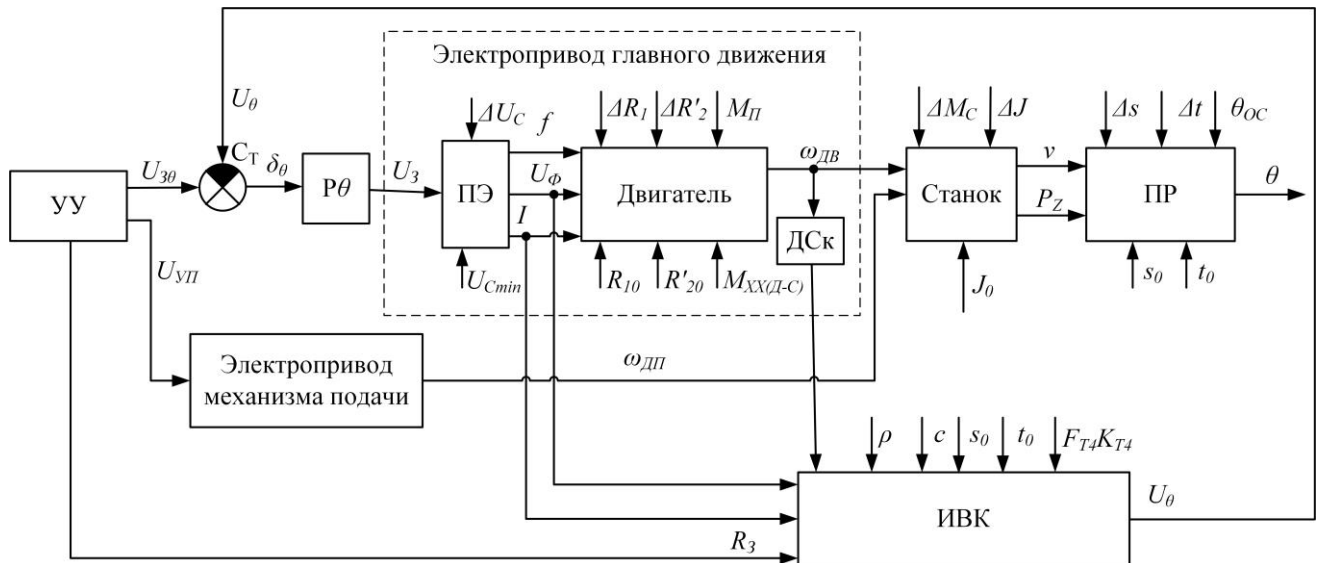 Электропривод главного движения
U_θ
ΔU_C
f
ΔR_1
ΔR'_2
M_П
ΔM_C
ΔJ
Δs
Δt
θ_OC
U_Зθ
C_T
δ_θ
U_З
U_Ф
I
ω_ДВ
v
P_Z
θ
УУ
Рθ
ПЭ
Двигатель
ДСк
Станок
ПР
U_УП
U_Cmin
R_10
R'_20
M_XX(Д-С)
J_0
s_0
t_0
Электропривод
механизма подачи
ω_ДП
ρ
c
s_0
t_0
F_T4K_T4
ИВК
U_θ
R_З